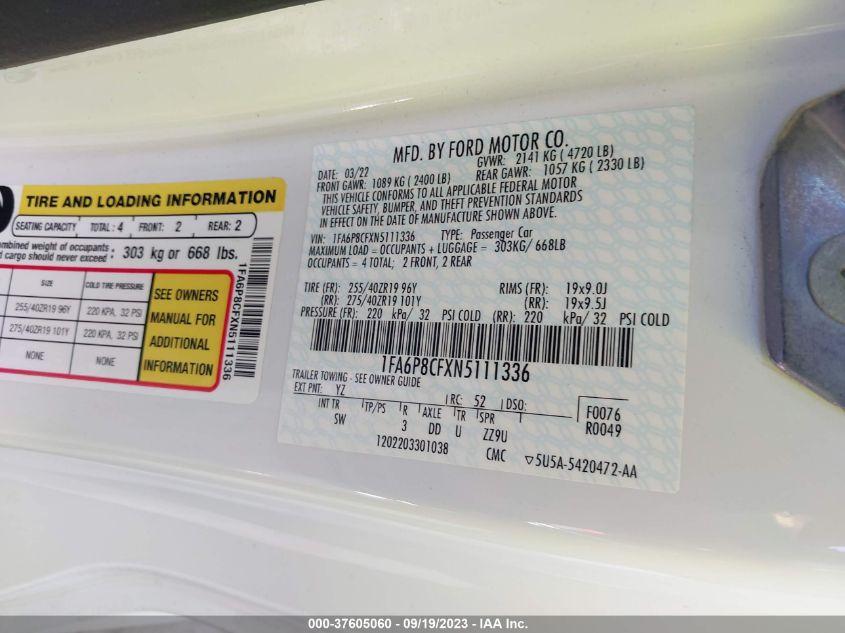 TIRE AND LOADING INFORMATION
SEATING CAPACITY TOTAL: 4 FRONT: 2 REAR: 2
combined weight of occupants
cargo should never exceed : 303 kg or 668 lbs.
SIZE COLD TIRE PRESSURE
255/40ZR19 96Y 220 KPA, 32 PSI
275/40ZR19 101Y 220 KPA, 32 PSI
NONE NONE
SEE OWNERS
MANUAL FOR
ADDITIONAL
INFORMATION
1FA6P8CFXN5111336
MFD. BY FORD MOTOR CO.
DATE: 03/22 GVWR: 2141 KG ( 4720 LB)
FRONT GAWR: 1089 KG ( 2400 LB) REAR GAWR: 1057 KG ( 2330 LB)
THIS VEHICLE CONFORMS TO ALL APPLICABLE FEDERAL MOTOR
VEHICLE SAFETY, BUMPER, AND THEFT PREVENTION STANDARDS
IN EFFECT ON THE DATE OF MANUFACTURE SHOWN ABOVE.
VIN: 1FA6P8CFXN5111336 TYPE: Passenger Car
MAXIMUM LOAD = OCCUPANTS + LUGGAGE = 303KG/ 668LB
OCCUPANTS = 4 TOTAL; 2 FRONT, 2 REAR
TIRE (FR): 255/40ZR19 96Y RIMS (FR): 19x9.0J
(RR): 275/40ZR19 101Y (RR): 19x9.5J
PRESSURE (FR): 220 kPa/ 32 PSI COLD (RR): 220 kPa/ 32 PSI COLD
1FA6P8CFXN5111336
TRAILER TOWING - SEE OWNER GUIDE
EXT PNT: YZ RC: 52 DSO: F0076
INT TR TP/PS R AXLE TR SPR R0049
SW 3 DD U ZZ9U
1202203301038 CMC ▽5U5A-5420472-AA
000-37605060 - 09/19/2023 - IAA Inc.